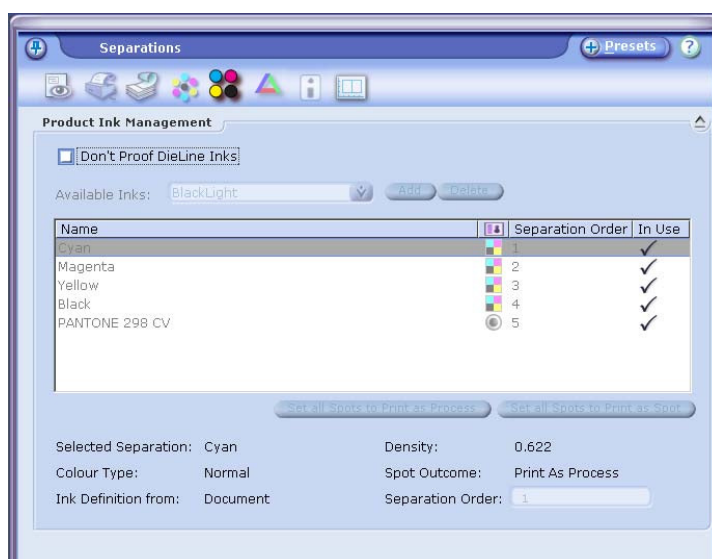 Separations
Presets
?
Product Ink Management
Don't Proof DieLine Inks
Available Inks: BlackLight Add Delete
Name Separation Order In Use
Cyan 1
Magenta 2
Yellow 3
Black 4
PANTONE 298 CV 5
Set all Spots to Print as Process Set all Spots to Print as Spot
Selected Separation: Cyan Density: 0.622
Colour Type: Normal Spot Outcome: Print As Process
Ink Definition from: Document Separation Order: 1